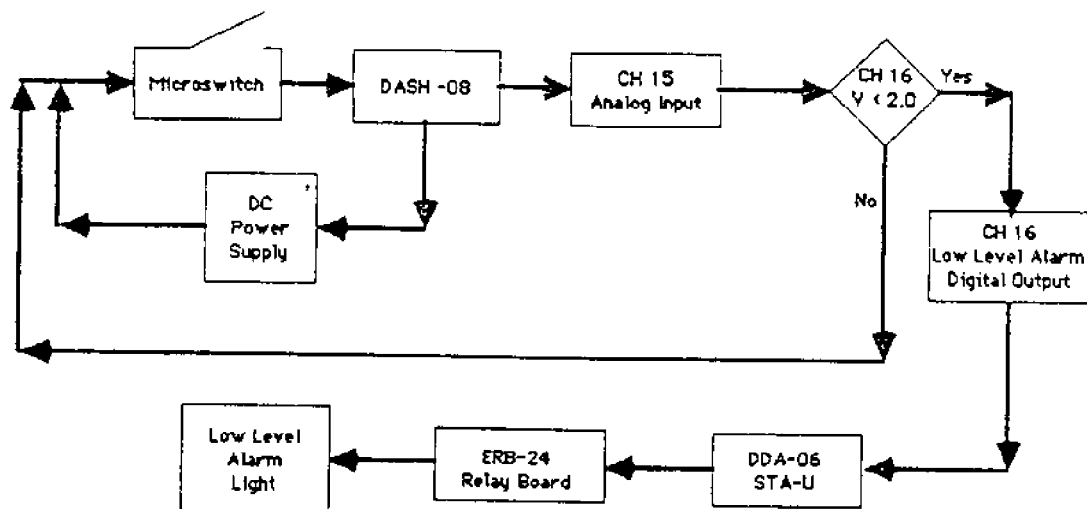 Microswitch
DASH -08
CH 15
Analog Input
CH 16
V < 2.0
Yes
No
DC
Power
Supply
CH 16
Low Level Alarm
Digital Output
Low Level
Alarm
Light
ERB-24
Relay Board
DDA-06
STA-U